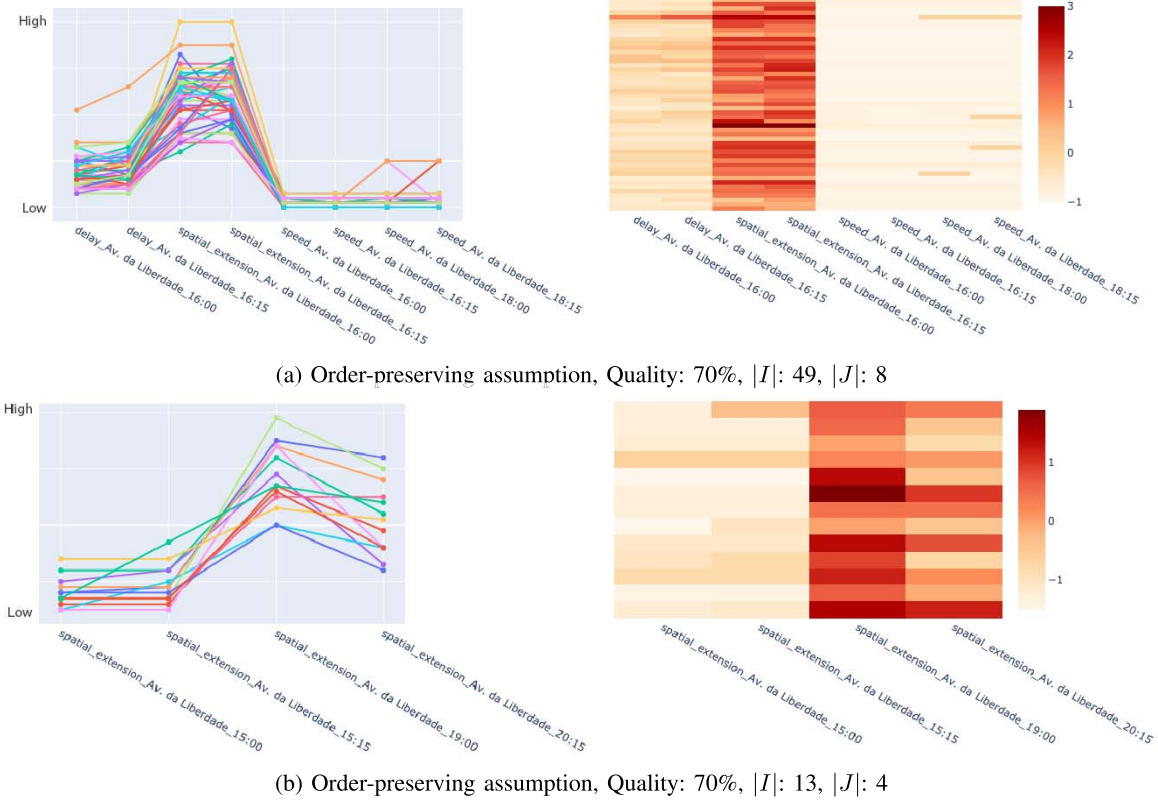 High
Low
delay_Av. da Liberdade_16:00
delay_Av. da Liberdade_16:15
spatial_extension_Av. da Liberdade_16:00
spatial_extension_Av. da Liberdade_16:15
speed_Av. da Liberdade_16:00
speed_Av. da Liberdade_16:15
speed_Av. da Liberdade_18:00
speed_Av. da Liberdade_18:15
3
2
1
0
−1
delay_Av. da Liberdade_16:00
delay_Av. da Liberdade_16:15
spatial_extension_Av. da Liberdade_16:00
spatial_extension_Av. da Liberdade_16:15
speed_Av. da Liberdade_16:00
speed_Av. da Liberdade_16:15
speed_Av. da Liberdade_18:00
speed_Av. da Liberdade_18:15
(a) Order-preserving assumption, Quality: 70%, |I|: 49, |J|: 8
High
Low
spatial_extension_Av. da Liberdade_15:00
spatial_extension_Av. da Liberdade_15:15
spatial_extension_Av. da Liberdade_19:00
spatial_extension_Av. da Liberdade_20:15
1
0
−1
spatial_extension_Av. da Liberdade_15:00
spatial_extension_Av. da Liberdade_15:15
spatial_extension_Av. da Liberdade_19:00
spatial_extension_Av. da Liberdade_20:15
(b) Order-preserving assumption, Quality: 70%, |I|: 13, |J|: 4